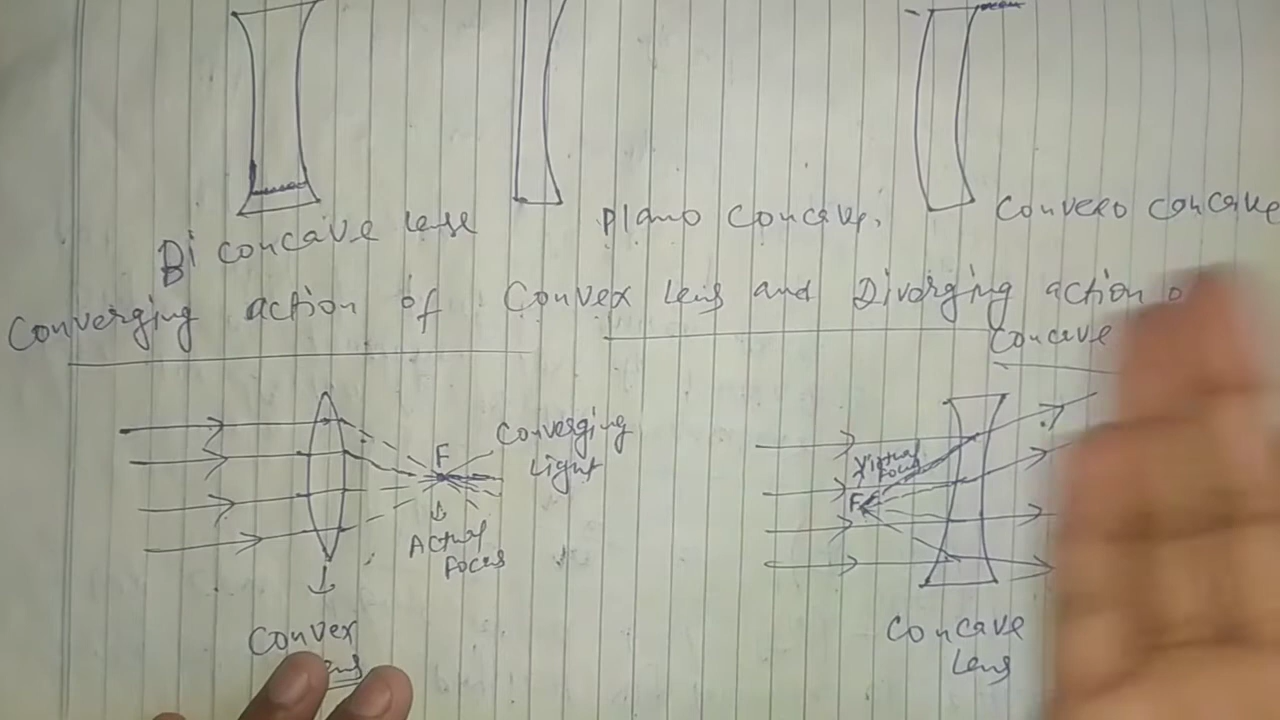 Bi concave lense
plano concave.
Convexo concave
Converging action of Convex lens and Diverging action o
Concave
Converging
light
F
Actual
Focus
Convex
ens
Virtual
Focus
F
Concave
Lens